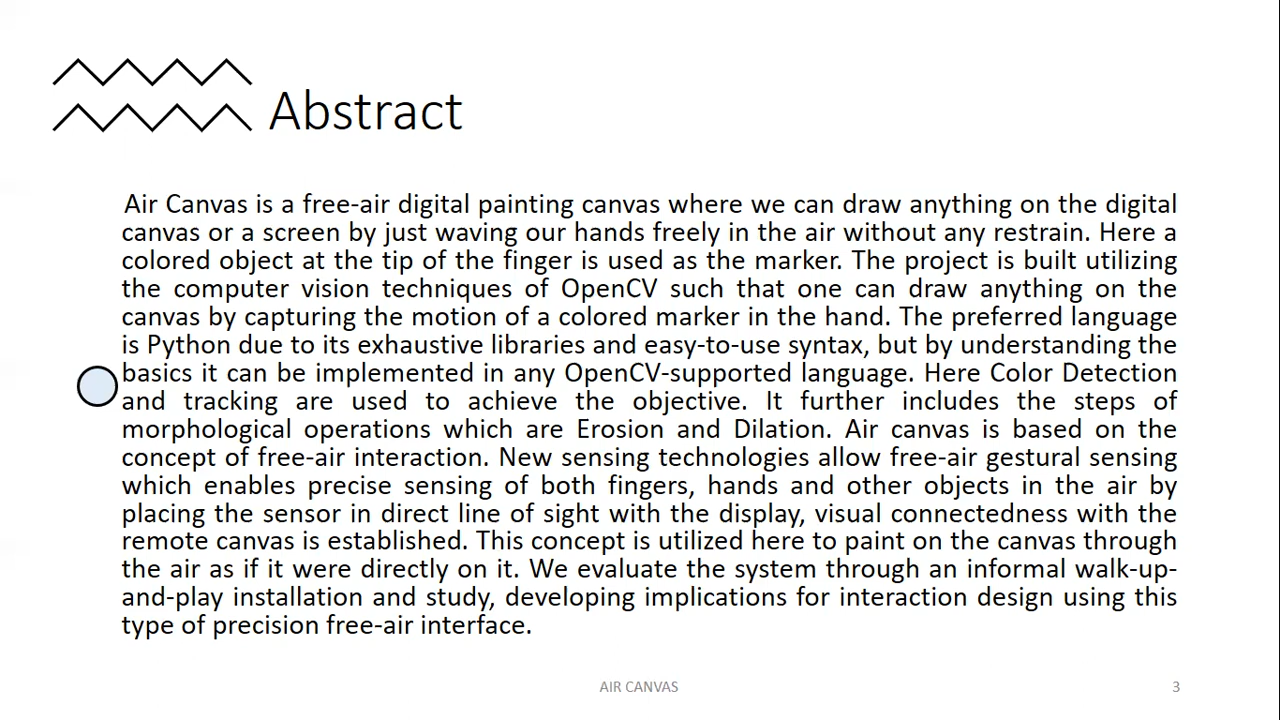 Abstract
Air Canvas is a free-air digital painting canvas where we can draw anything on the digital
canvas or a screen by just waving our hands freely in the air without any restrain. Here a
colored object at the tip of the finger is used as the marker. The project is built utilizing
the computer vision techniques of OpenCV such that one can draw anything on the
canvas by capturing the motion of a colored marker in the hand. The preferred language
is Python due to its exhaustive libraries and easy-to-use syntax, but by understanding the
basics it can be implemented in any OpenCV-supported language. Here Color Detection
and tracking are used to achieve the objective. It further includes the steps of
morphological operations which are Erosion and Dilation. Air canvas is based on the
concept of free-air interaction. New sensing technologies allow free-air gestural sensing
which enables precise sensing of both fingers, hands and other objects in the air by
placing the sensor in direct line of sight with the display, visual connectedness with the
remote canvas is established. This concept is utilized here to paint on the canvas through
the air as if it were directly on it. We evaluate the system through an informal walk-up-
and-play installation and study, developing implications for interaction design using this
type of precision free-air interface.
AIR CANVAS
3